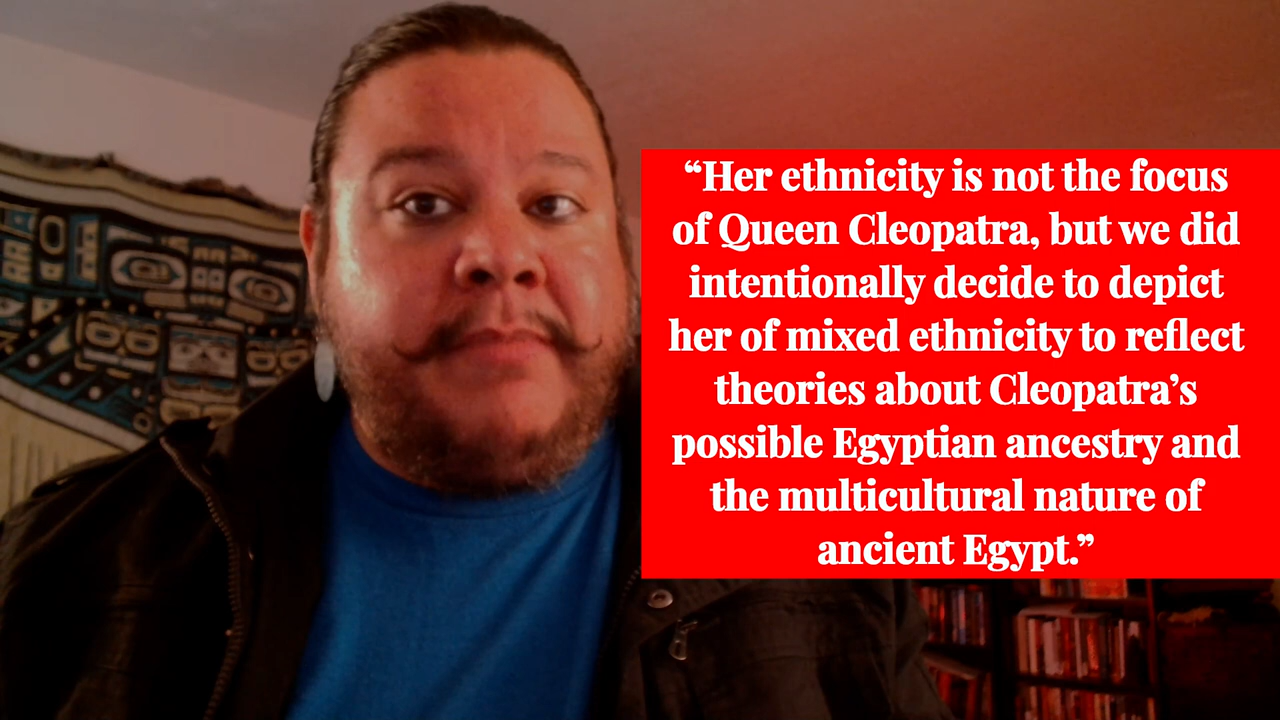 “Her ethnicity is not the focus
of Queen Cleopatra, but we did
intentionally decide to depict
her of mixed ethnicity to reflect
theories about Cleopatra’s
possible Egyptian ancestry and
the multicultural nature of
ancient Egypt.”